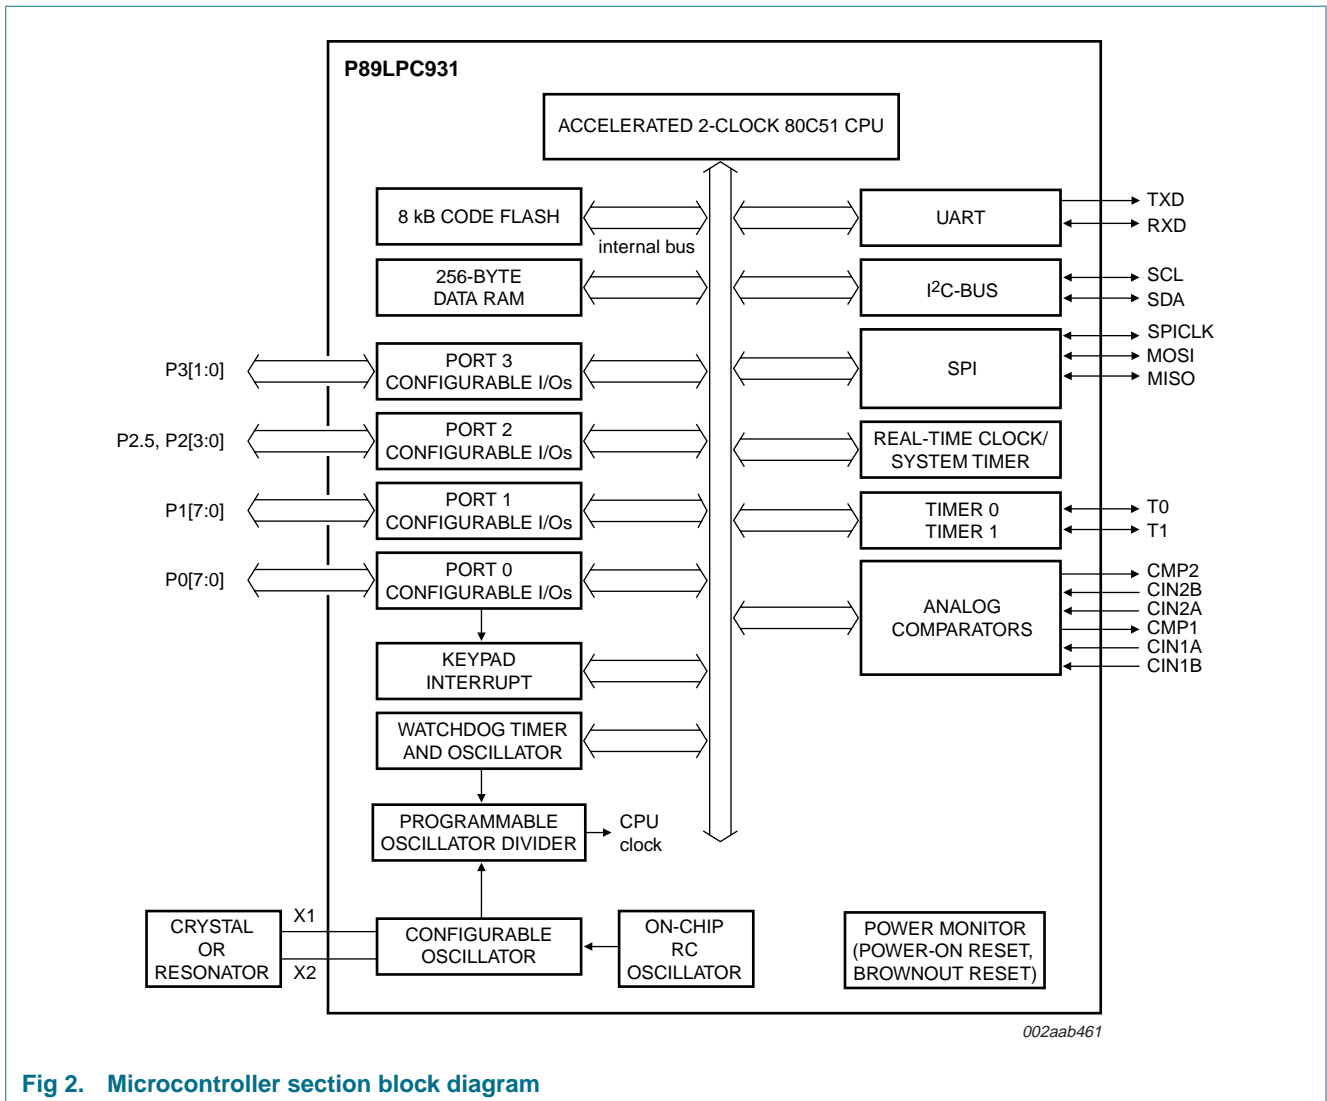 P89LPC931
ACCELERATED 2-CLOCK 80C51 CPU
8 kB CODE FLASH
internal bus
256-BYTE
DATA RAM
P3[1:0]
PORT 3
CONFIGURABLE I/Os
P2.5, P2[3:0]
PORT 2
CONFIGURABLE I/Os
P1[7:0]
PORT 1
CONFIGURABLE I/Os
P0[7:0]
PORT 0
CONFIGURABLE I/Os
KEYPAD
INTERRUPT
WATCHDOG TIMER
AND OSCILLATOR
PROGRAMMABLE
OSCILLATOR DIVIDER
CPU
clock
CRYSTAL
OR
RESONATOR
X1
X2
CONFIGURABLE
OSCILLATOR
ON-CHIP
RC
OSCILLATOR
UART
TXD
RXD
I²C-BUS
SCL
SDA
SPI
SPICLK
MOSI
MISO
REAL-TIME CLOCK/
SYSTEM TIMER
TIMER 0
TIMER 1
T0
T1
ANALOG
COMPARATORS
CMP2
CIN2B
CIN2A
CMP1
CIN1A
CIN1B
POWER MONITOR
(POWER-ON RESET,
BROWNOUT RESET)
002aab461
Fig 2. Microcontroller section block diagram